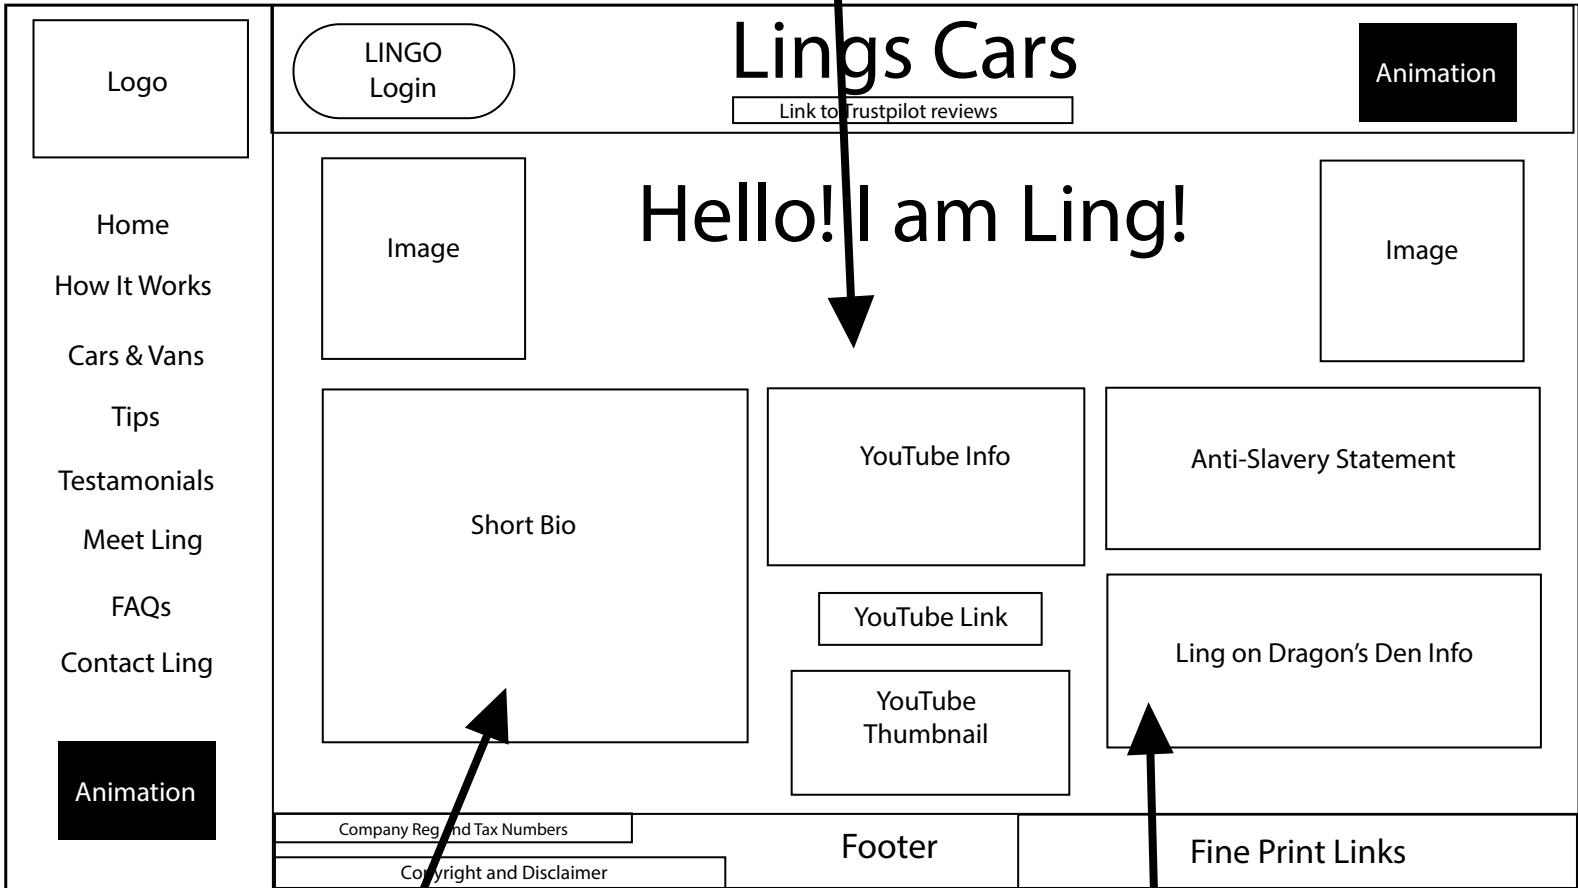 Logo
Home
How It Works
Cars & Vans
Tips
Testamonials
Meet Ling
FAQs
Contact Ling
Animation
LINGO
Login
Lings Cars
Link to Trustpilot reviews
Animation
Image
Hello! I am Ling!
Image
Short Bio
YouTube Info
YouTube Link
YouTube
Thumbnail
Anti-Slavery Statement
Ling on Dragon's Den Info
Company Reg and Tax Numbers
Copyright and Disclaimer
Footer
Fine Print Links